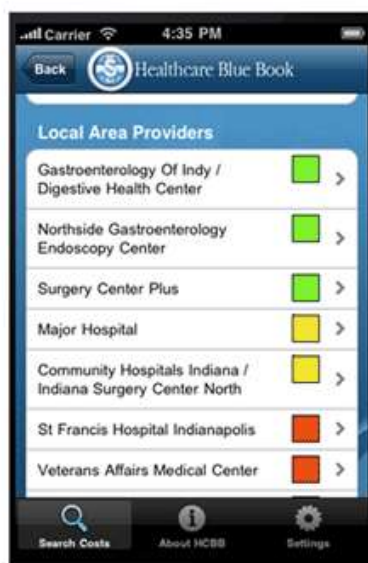 Carrier 4:35 PM
Back Healthcare Blue Book
Local Area Providers
Gastroenterology Of Indy /
Digestive Health Center
Northside Gastroenterology
Endoscopy Center
Surgery Center Plus
Major Hospital
Community Hospitals Indiana /
Indiana Surgery Center North
St Francis Hospital Indianapolis
Veterans Affairs Medical Center
Search Costs About HCBB Settings